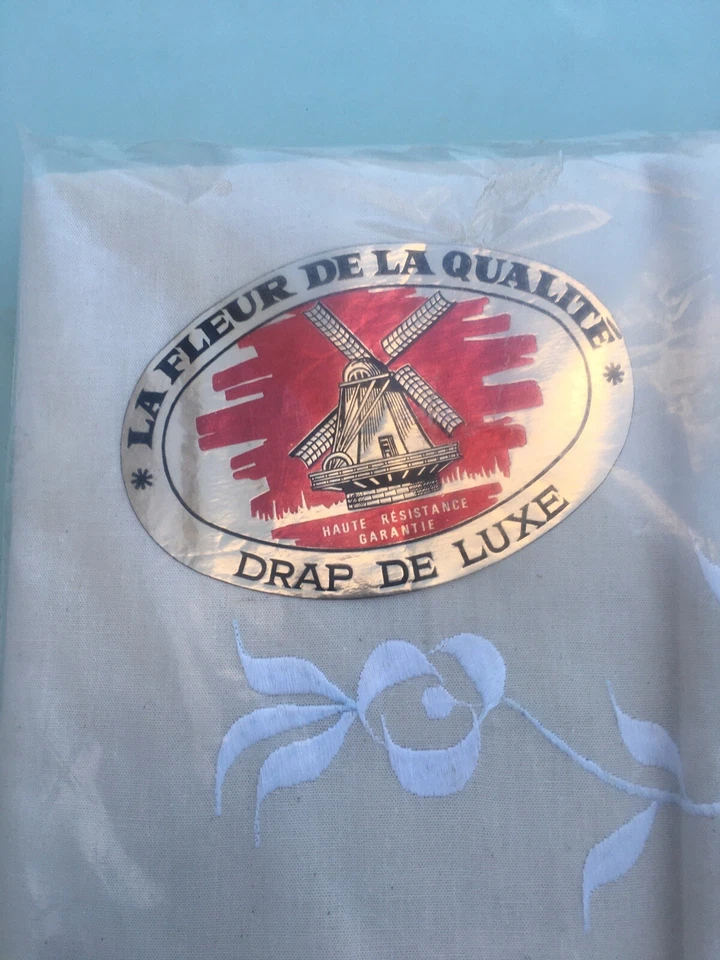 * LA FLEUR DE LA QUALITÉ *
HAUTE RÉSISTANCE
GARANTIE
DRAP DE LUXE